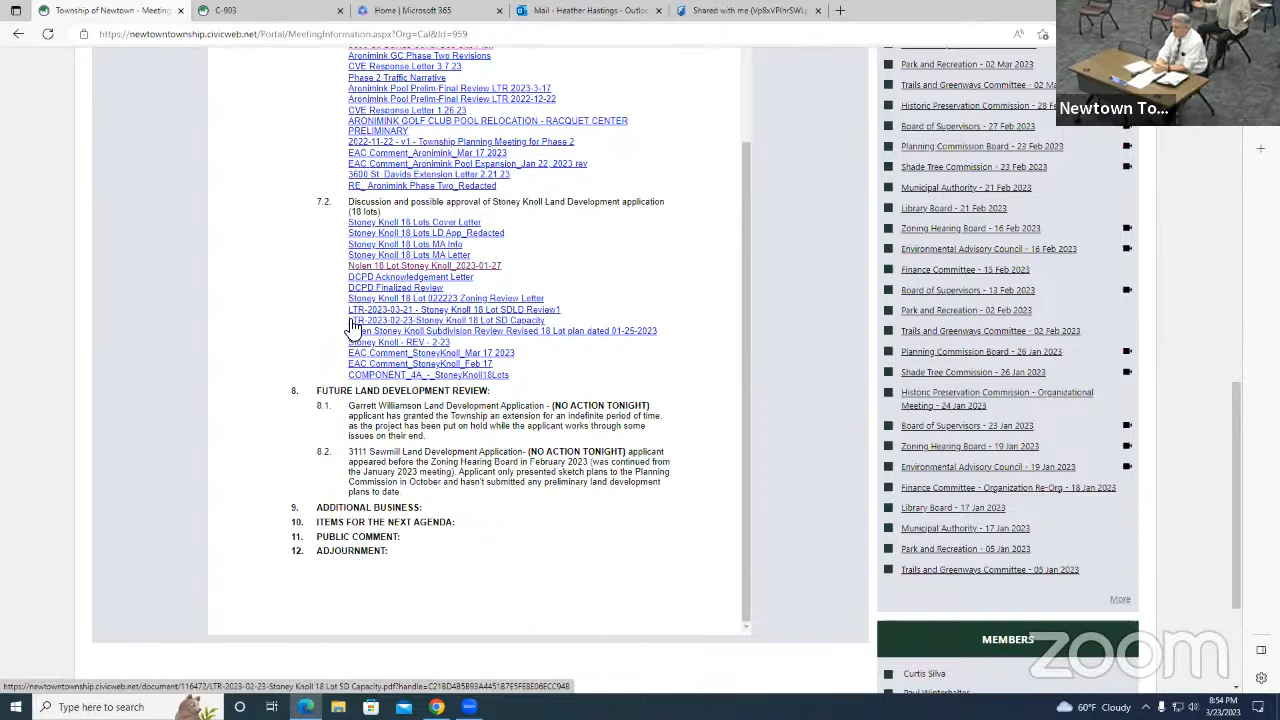 Township of Newtown - Meeting
C-903
Home | Microsoft 365
Mail - Heather Hastings - Outloo
Shared with me (Vp8xVPIhrSWL
https://newtowntownship.civicweb.net/Portal/MeetingInformation.aspx?Org=Cal&Id=959
Aronimink GC Phase Two Revisions
CVE Response Letter 3.7.23
Phase 2 Traffic Narrative
Aronimink Pool Prelim-Final Review LTR 2023-3-17
Aronimink Pool Prelim-Final Review LTR 2022-12-22
CVE Response Letter 1.26.23
ARONIMINK GOLF CLUB POOL RELOCATION - RACQUET CENTER
PRELIMINARY
2022-11-22 - v1 - Township Planning Meeting for Phase 2
EAC Comment_Aronimink_Mar 17 2023
EAC Comment_Aronimink Pool Expansion_Jan 22, 2023 rev
3600 St. Davids Extension Letter 2.21.23
RE_ Aronimink Phase Two_Redacted
7.2. Discussion and possible approval of Stoney Knoll Land Development application
(18 lots)
Stoney Knoll 18 Lots Cover Letter
Stoney Knoll 18 Lots LD App_Redacted
Stoney Knoll 18 Lots MA Info
Stoney Knoll 18 Lots MA Letter
Nolen 18 Lot Stoney Knoll_2023-01-27
DCPD Acknowledgement Letter
DCPD Finalized Review
Stoney Knoll 18 Lot 022223 Zoning Review Letter
LTR-2023-03-21 - Stoney Knoll 18 Lot SDLD Review1
LTR-2023-02-23-Stoney Knoll 18 Lot SD Capacity
Stoney Knoll Subdivision Review Revised 18 Lot plan dated 01-25-2023
Stoney Knoll - REV - 2-23
EAC Comment_StoneyKnoll_Mar 17 2023
EAC Comment_StoneyKnoll_Feb 17
COMPONENT_4A_-_StoneyKnoll18Lots
8. FUTURE LAND DEVELOPMENT REVIEW:
8.1. Garrett Williamson Land Development Application - (NO ACTION TONIGHT)
applicant has granted the Township an extension for an indefinite period of time.
as the project has been put on hold while the applicant works through some
issues on their end.
8.2. 3111 Sawmill Land Development Application- (NO ACTION TONIGHT) applicant
appeared before the Zoning Hearing Board in February 2023 (was continued from
the January 2023 meeting). Applicant only presented sketch plans to the Planning
Commission in October and hasn't submitted any preliminary land development
plans to date.
9. ADDITIONAL BUSINESS:
10. ITEMS FOR THE NEXT AGENDA:
11. PUBLIC COMMENT:
12. ADJOURNMENT:
Park and Recreation - 02 Mar 2023
Trails and Greenways Committee - 02 Ma
Historic Preservation Commission - 28 F
Board of Supervisors - 27 Feb 2023
Planning Commission Board - 23 Feb 2023
Shade Tree Commission - 23 Feb 2023
Municipal Authority - 21 Feb 2023
Library Board - 21 Feb 2023
Zoning Hearing Board - 16 Feb 2023
Environmental Advisory Council - 16 Feb 2023
Finance Committee - 15 Feb 2023
Board of Supervisors - 13 Feb 2023
Park and Recreation - 02 Feb 2023
Trails and Greenways Committee - 02 Feb 2023
Planning Commission Board - 26 Jan 2023
Shade Tree Commission - 26 Jan 2023
Historic Preservation Commission - Organizational
Meeting - 24 Jan 2023
Board of Supervisors - 23 Jan 2023
Zoning Hearing Board - 19 Jan 2023
Environmental Advisory Council - 19 Jan 2023
Finance Committee - Organization Re-Org - 18 Jan 2023
Library Board - 17 Jan 2023
Municipal Authority - 17 Jan 2023
Park and Recreation - 05 Jan 2023
Trails and Greenways Committee - 05 Jan 2023
More
MEMBERS
Curtis Silva
Paul Winterhalter
Newtown To...
zoom
Type here to search
60°F Cloudy
8:54 PM
3/23/2023